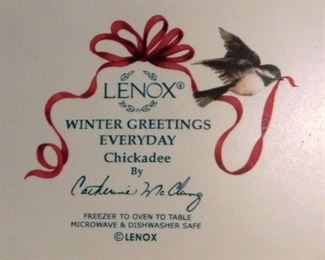 LENOX®
WINTER GREETINGS
EVERYDAY
Chickadee
By
Catherine McClung
FREEZER TO OVEN TO TABLE
MICROWAVE & DISHWASHER SAFE
©LENOX